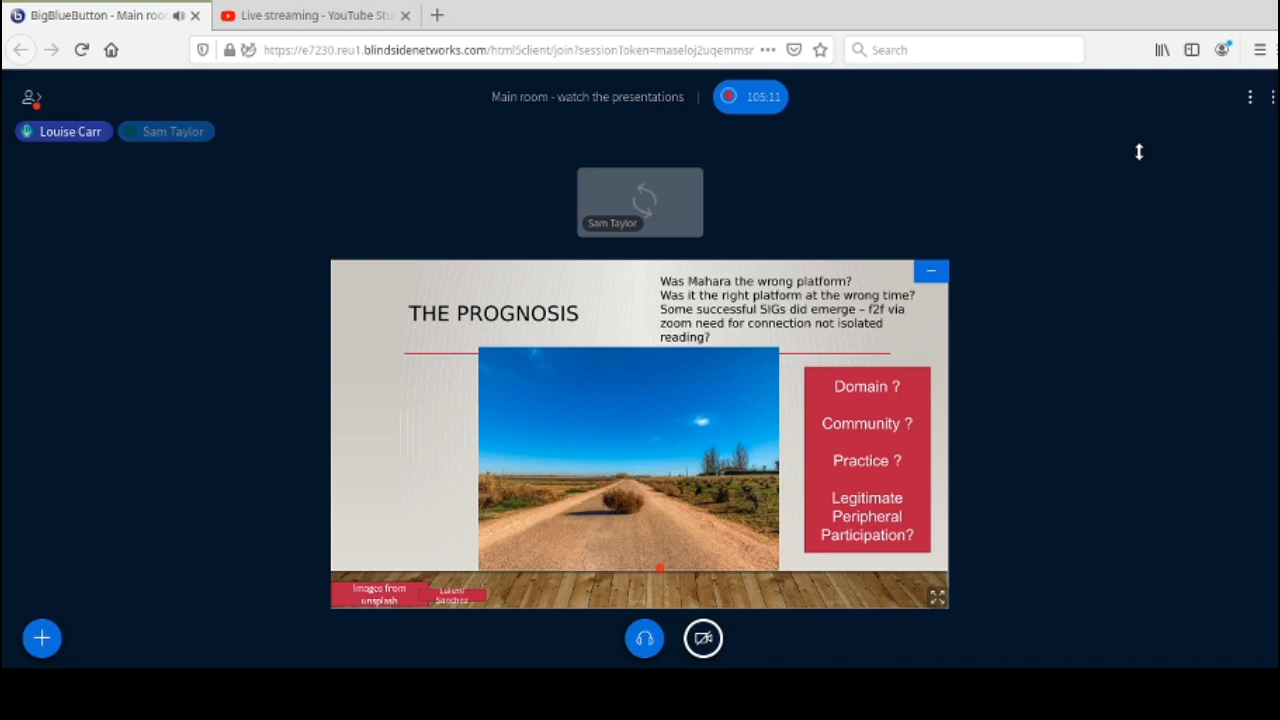 BigBlueButton - Main roo
Live streaming - YouTube Stu
https://e7230.reu1.blindsidenetworks.com/html5client/join?sessionToken=maseloj2uqemmsr
Search
Main room - watch the presentations
105:11
Louise Carr
Sam Taylor
Sam Taylor
Was Mahara the wrong platform?
Was it the right platform at the wrong time?
Some successful SIGs did emerge – f2f via
zoom need for connection not isolated
reading?
THE PROGNOSIS
Domain ?
Community ?
Practice ?
Legitimate
Peripheral
Participation?
Images from
unsplash
Sanchez